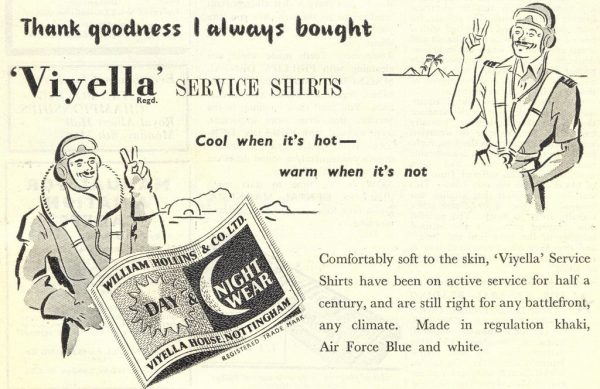 Thank goodness I always bought
'Viyella' SERVICE SHIRTS
Regd.
Cool when it's hot—
warm when it's not
WILLIAM HOLLINS & CO. LTD.
DAY & NIGHT WEAR
VIYELLA HOUSE, NOTTINGHAM
REGISTERED TRADE MARK
Comfortably soft to the skin, 'Viyella' Service
Shirts have been on active service for half a
century, and are still right for any battlefront,
any climate. Made in regulation khaki,
Air Force Blue and white.